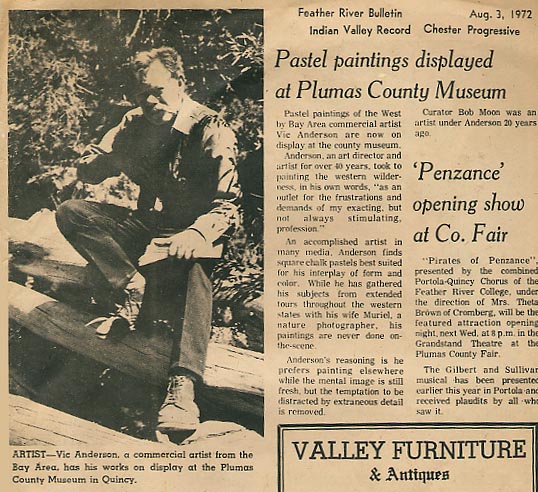 Feather River Bulletin Aug. 3, 1972
Indian Valley Record Chester Progressive
Pastel paintings displayed
at Plumas County Museum
Pastel paintings of the West
by Bay Area commercial artist
Vic Anderson are now on
display at the county museum.
Anderson, an art director and
artist for over 40 years, took to
painting the western wilder-
ness, in his own words, "as an
outlet for the frustrations and
demands of my exacting, but
not always stimulating,
profession."
An accomplished artist in
many media, Anderson finds
square chalk pastels best suited
for his interplay of form and
color. While he has gathered
his subjects from extended
tours throughout the western
states with his wife Muriel, a
nature photographer, his
paintings are never done on-
the-scene.
Anderson's reasoning is he
prefers painting elsewhere
while the mental image is still
fresh, but the temptation to be
distracted by extraneous detail
is removed.
Curator Bob Moon was an
artist under Anderson 20 years
ago.
'Penzance'
opening show
at Co. Fair
"Pirates of Penzance",
presented by the combined
Portola-Quincy Chorus of the
Feather River College, under
the direction of Mrs. Theta
Brown of Cromberg, will be the
featured attraction opening
night, next Wed. at 8 p.m. in the
Grandstand Theatre at the
Plumas County Fair.
The Gilbert and Sullivan
musical has been presented
earlier this year in Portola and
received plaudits by all who
saw it.
ARTIST—Vic Anderson, a commercial artist from the
Bay Area, has his works on display at the Plumas
County Museum in Quincy.
VALLEY FURNITURE
& Antiques